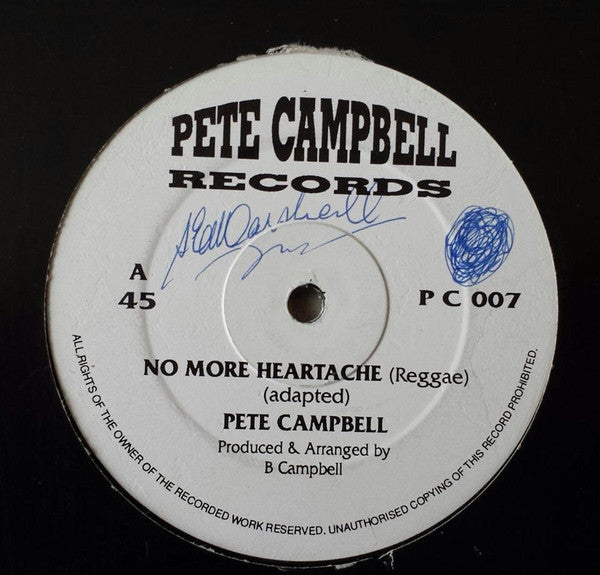 PETE CAMPBELL
RECORDS
A
45
P C 007
NO MORE HEARTACHE (Reggae)
(adapted)
PETE CAMPBELL
Produced & Arranged by
B Campbell
ALL RIGHTS OF THE OWNER OF THE RECORDED WORK RESERVED. UNAUTHORISED COPYING OF THIS RECORD PROHIBITED.